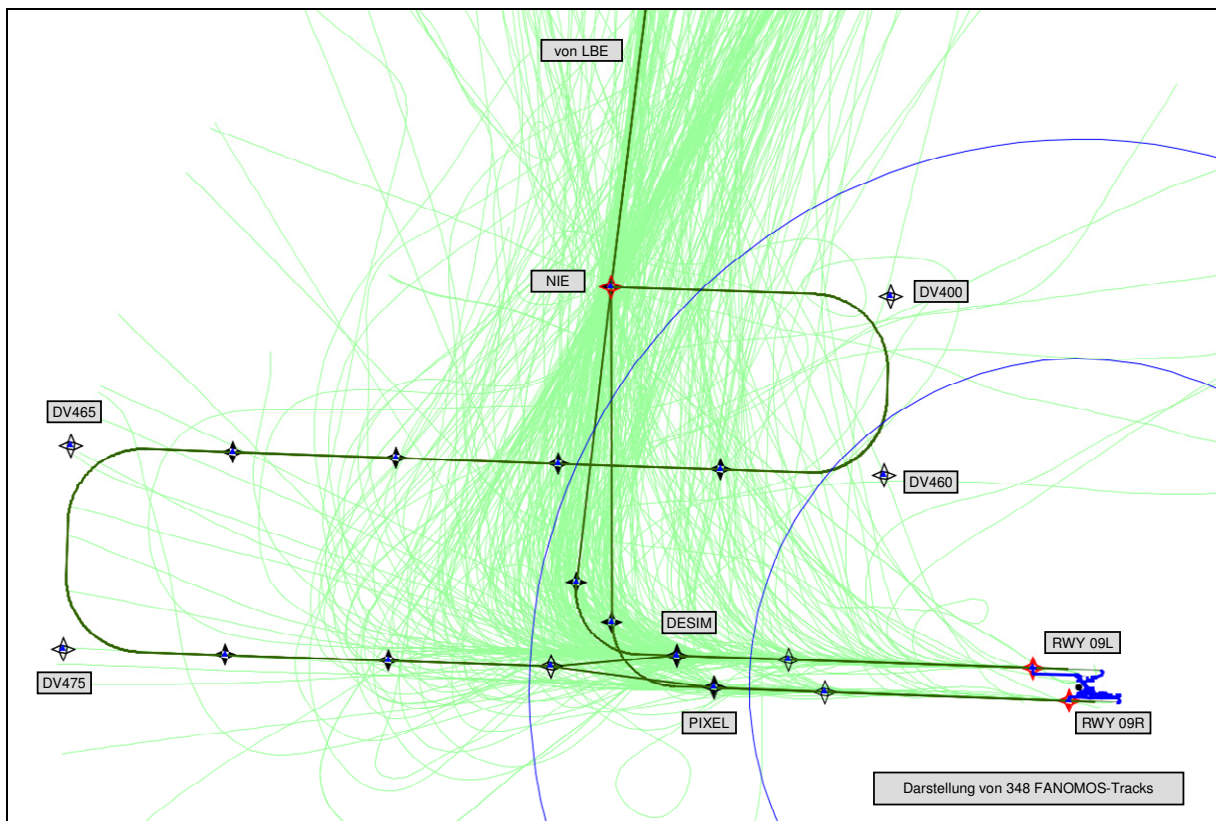 von LBE
NIE
DV400
DV465
DV460
DESIM
RWY 09L
DV475
PIXEL
RWY 09R
Darstellung von 348 FANOMOS-Tracks